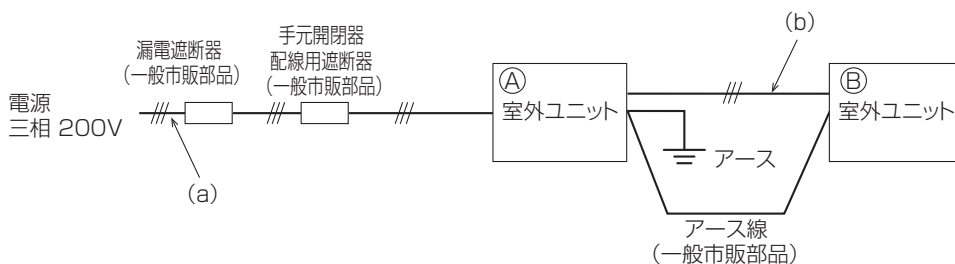 電源
三相 200V
漏電遮断器
（一般市販部品）
手元開閉器
配線用遮断器
（一般市販部品）
(a)
Ⓐ
室外ユニット
アース
(b)
Ⓑ
室外ユニット
アース線
（一般市販部品）